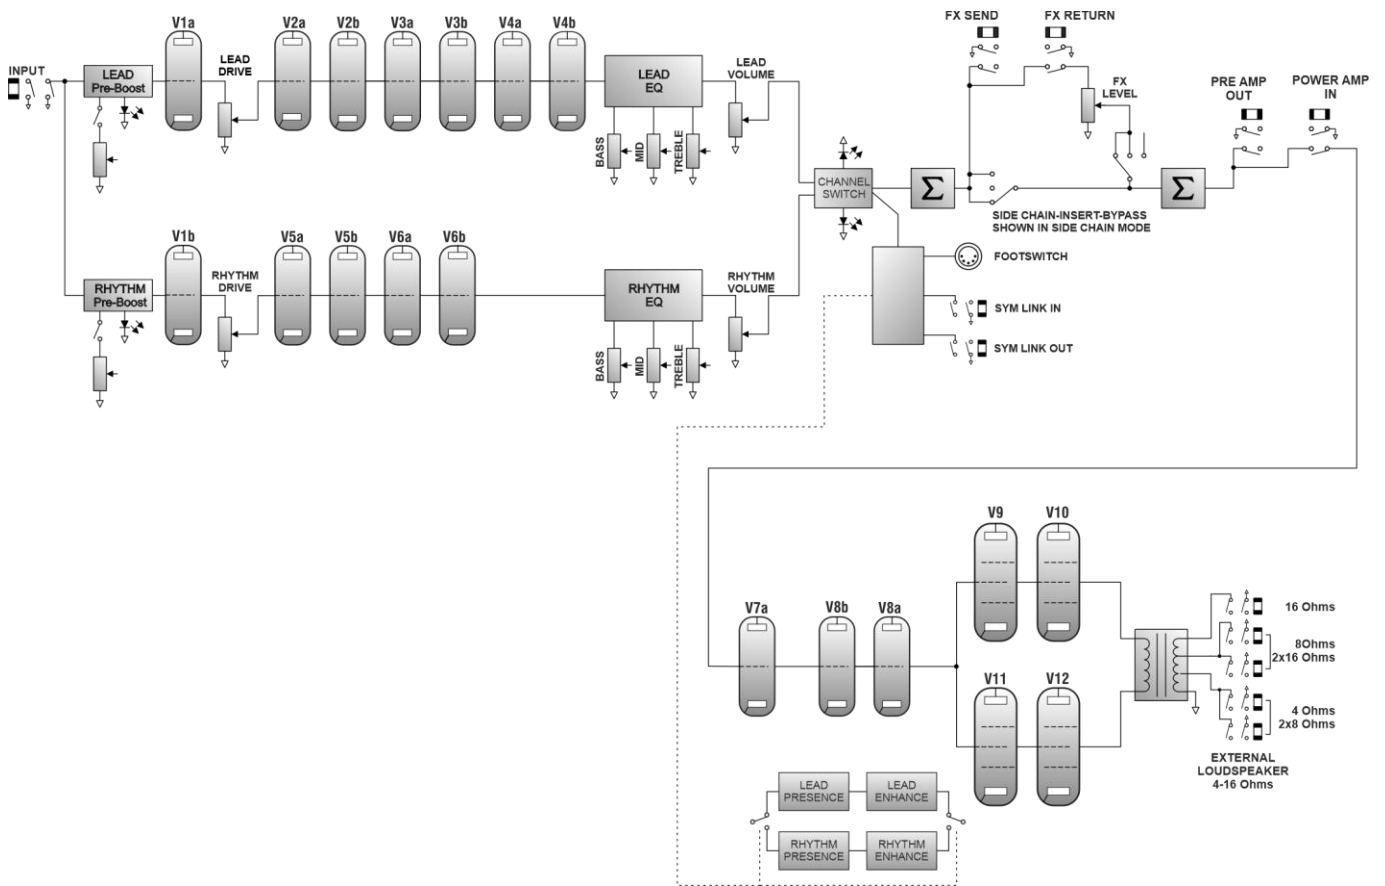 FX SEND
FX RETURN
V1a
V2a
V2b
V3a
V3b
V4a
V4b
INPUT
LEAD
Pre-Boost
LEAD
DRIVE
LEAD
EQ
LEAD
VOLUME
BASS
MID
TREBLE
FX
LEVEL
PRE AMP
OUT
POWER AMP
IN
CHANNEL
SWITCH
Σ
Σ
SIDE CHAIN-INSERT-BYPASS
SHOWN IN SIDE CHAIN MODE
V1b
V5a
V5b
V6a
V6b
RHYTHM
Pre-Boost
RHYTHM
DRIVE
RHYTHM
EQ
RHYTHM
VOLUME
BASS
MID
TREBLE
FOOTSWITCH
SYM LINK IN
SYM LINK OUT
V9
V10
V7a
V8b
V8a
V11
V12
16 Ohms
8Ohms
2x16 Ohms
4 Ohms
2x8 Ohms
EXTERNAL
LOUDSPEAKER
4-16 Ohms
LEAD
PRESENCE
LEAD
ENHANCE
RHYTHM
PRESENCE
RHYTHM
ENHANCE